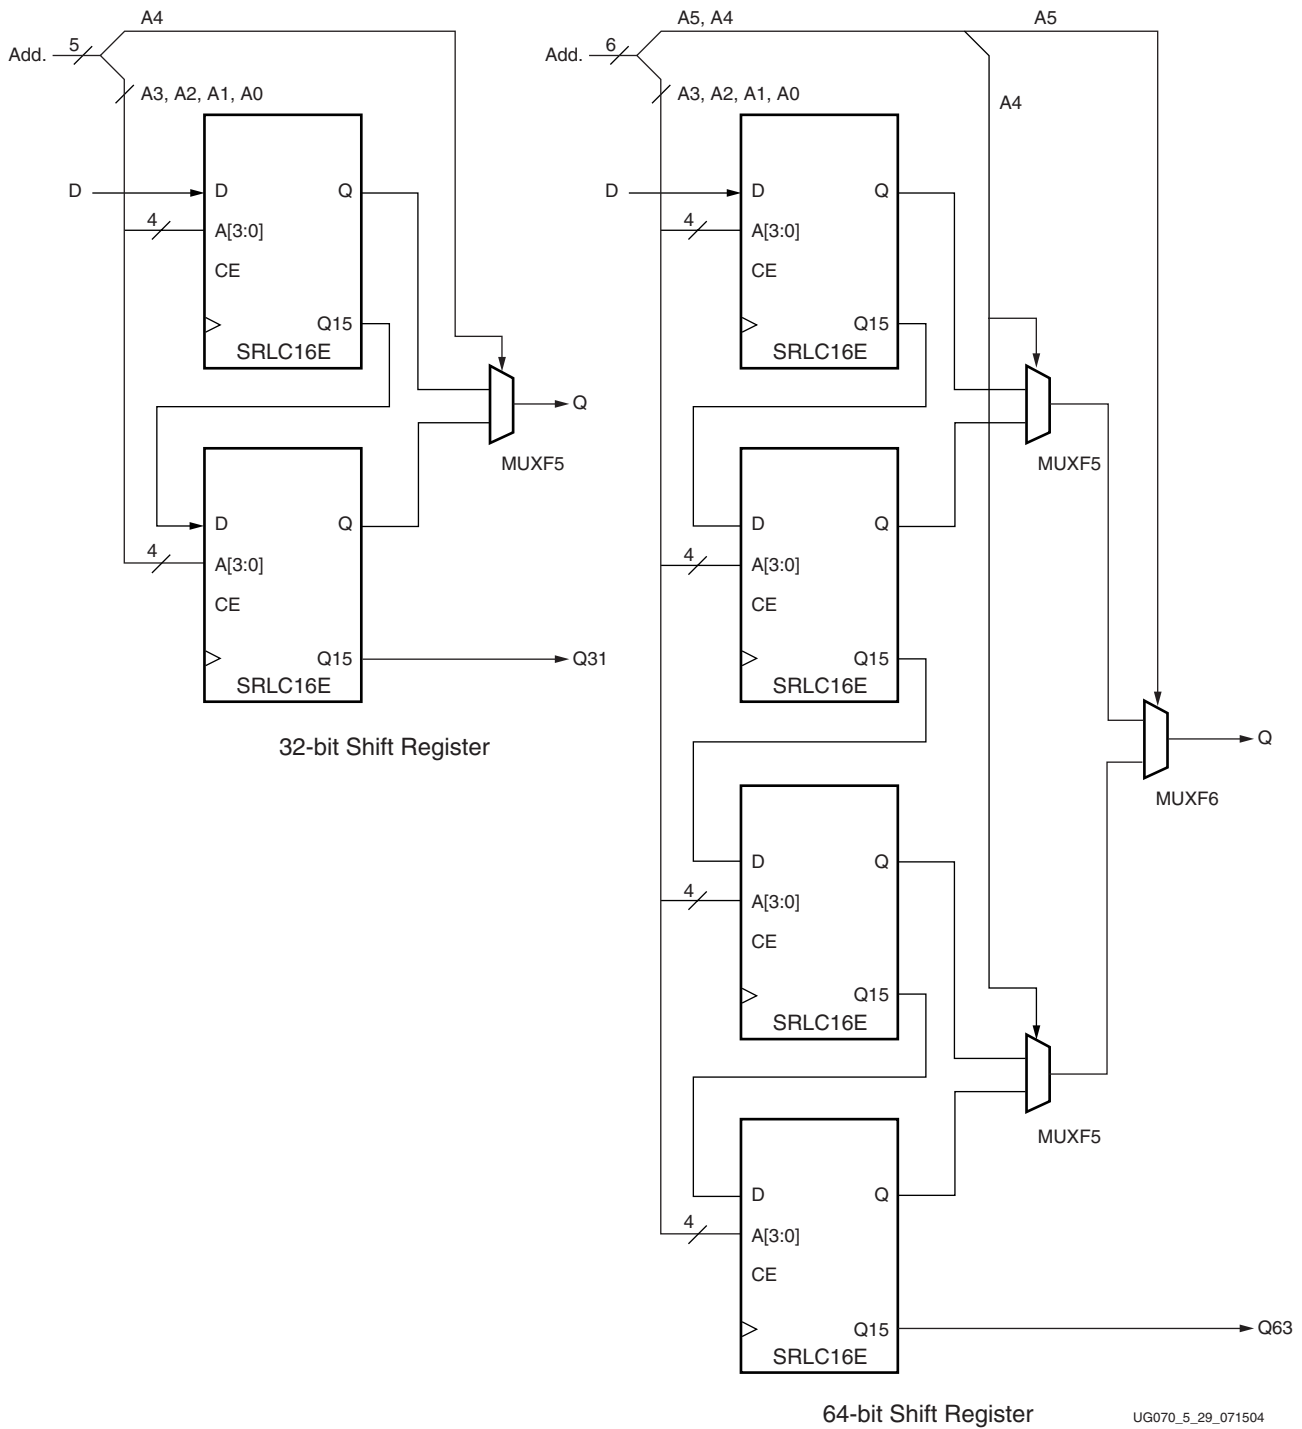 A4
5
Add.
A3, A2, A1, A0
D
D
Q
4
A[3:0]
CE
Q15
SRLC16E
Q
MUXF5
D
Q
4
A[3:0]
CE
Q15
Q31
SRLC16E
32-bit Shift Register
A5, A4
A5
6
Add.
A3, A2, A1, A0
A4
D
D
Q
4
A[3:0]
CE
Q15
SRLC16E
MUXF5
D
Q
4
A[3:0]
CE
Q15
SRLC16E
Q
MUXF6
D
Q
4
A[3:0]
CE
Q15
SRLC16E
MUXF5
D
Q
4
A[3:0]
CE
Q15
Q63
SRLC16E
64-bit Shift Register
UG070_5_29_071504